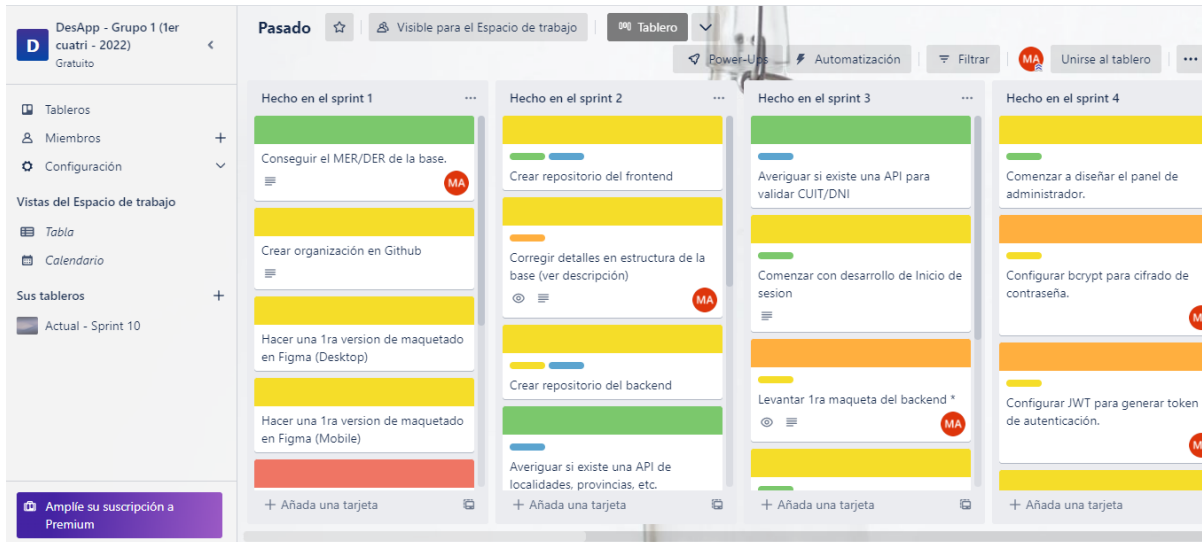 DesApp - Grupo 1 (1er
cuatri - 2022)
Gratuito
D
Tableros
Miembros
Configuración
Vistas del Espacio de trabajo
Tabla
Calendario
Sus tableros
Actual - Sprint 10
Amplíe su suscripción a
Premium
Pasado
Visible para el Espacio de trabajo
Tablero
Power-Ups
Automatización
Filtrar
MA
Unirse al tablero
Hecho en el sprint 1
Conseguir el MER/DER de la base.
MA
Crear organización en Github
Hacer una 1ra version de maquetado
en Figma (Desktop)
Hacer una 1ra version de maquetado
en Figma (Mobile)
Añada una tarjeta
Hecho en el sprint 2
Crear repositorio del frontend
Corregir detalles en estructura de la
base (ver descripción)
MA
Crear repositorio del backend
Averiguar si existe una API de
localidades, provincias, etc.
Añada una tarjeta
Hecho en el sprint 3
Averiguar si existe una API para
validar CUIT/DNI
Comenzar con desarrollo de Inicio de
sesion
Levantar 1ra maqueta del backend *
MA
Añada una tarjeta
Hecho en el sprint 4
Comenzar a diseñar el panel de
administrador.
Configurar bcrypt para cifrado de
contraseña.
Configurar JWT para generar token
de autenticación.
Añada una tarjeta